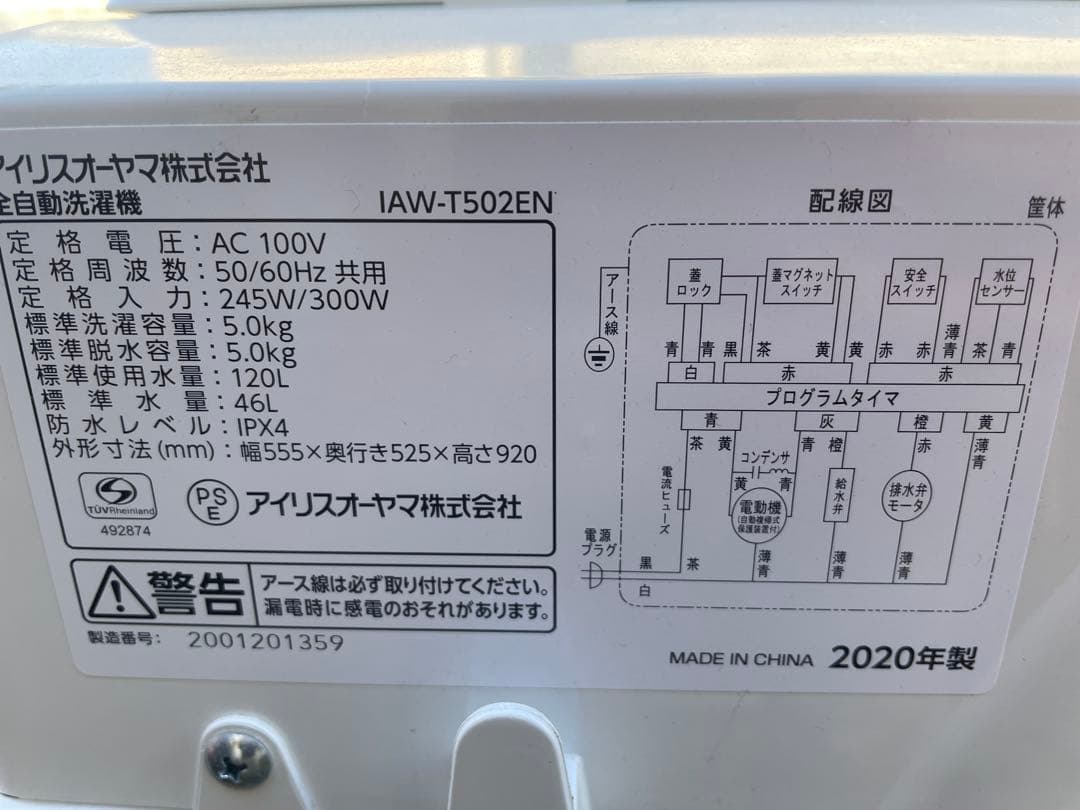 アイリスオーヤマ株式会社
全自動洗濯機 IAW-T502EN
定格電圧：AC 100V
定格周波数：50/60Hz 共用
定格入力：245W/300W
標準洗濯容量：5.0kg
標準脱水容量：5.0kg
標準使用水量：120L
標準水量：46L
防水レベル：IPX4
外形寸法(mm)：幅555×奥行き525×高さ920
TÜVRheinland
492874
PSE アイリスオーヤマ株式会社
警告
アース線は必ず取り付けてください。
漏電時に感電のおそれがあります。
製造番号： 2001201359
配線図
筐体
アース線
蓋ロック
蓋マグネットスイッチ
安全スイッチ
水位センサー
青 青 黒 茶 黄 黄 赤 赤 薄青 茶 青
白 赤 赤
プログラムタイマ
青 灰 橙 黄
茶 黄 青 橙 赤 薄青
コンデンサ
黄 青
電流ヒューズ
電動機
(自動復帰式
保護装置付)
給水弁
排水弁
モータ
電源
プラグ
黒 茶 薄青 薄青 薄青
白
MADE IN CHINA 2020年製